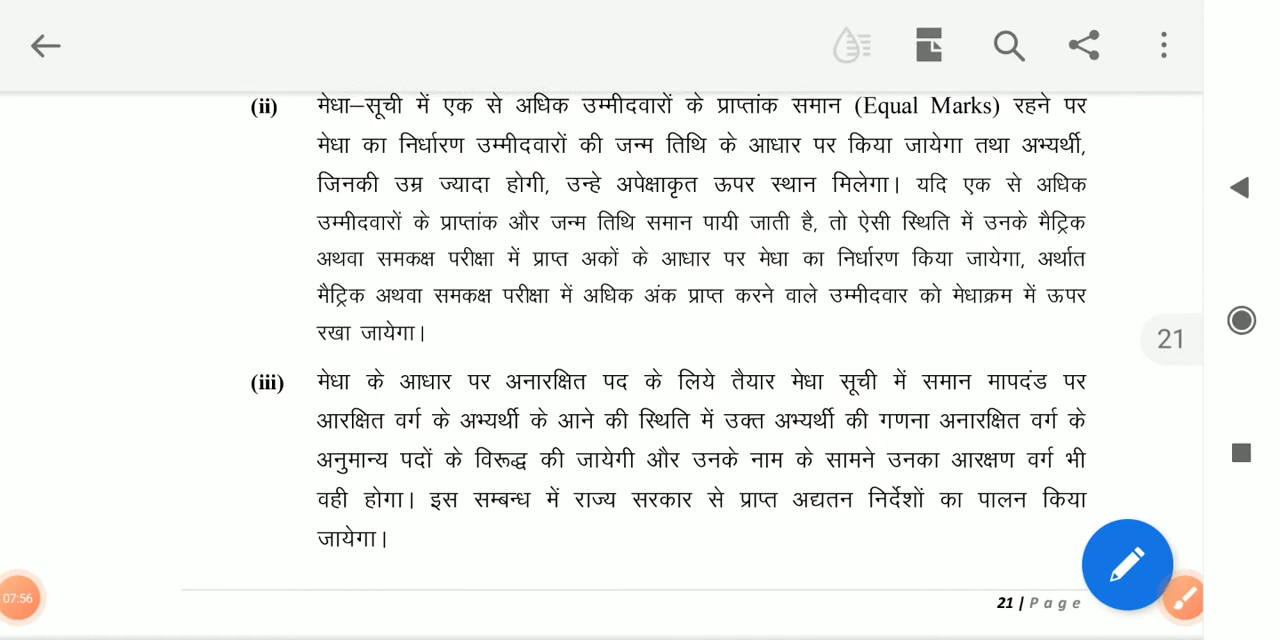 (ii) मेधा–सूची में एक से अधिक उम्मीदवारों के प्राप्तांक समान (Equal Marks) रहने पर
मेधा का निर्धारण उम्मीदवारों की जन्म तिथि के आधार पर किया जायेगा तथा अभ्यर्थी,
जिनकी उम्र ज्यादा होगी, उन्हे अपेक्षाकृत ऊपर स्थान मिलेगा। यदि एक से अधिक
उम्मीदवारों के प्राप्तांक और जन्म तिथि समान पायी जाती है, तो ऐसी स्थिति में उनके मैट्रिक
अथवा समकक्ष परीक्षा में प्राप्त अकों के आधार पर मेधा का निर्धारण किया जायेगा, अर्थात
मैट्रिक अथवा समकक्ष परीक्षा में अधिक अंक प्राप्त करने वाले उम्मीदवार को मेधाक्रम में ऊपर
रखा जायेगा।
21
(iii) मेधा के आधार पर अनारक्षित पद के लिये तैयार मेधा सूची में समान मापदंड पर
आरक्षित वर्ग के अभ्यर्थी के आने की स्थिति में उक्त अभ्यर्थी की गणना अनारक्षित वर्ग के
अनुमान्य पदों के विरूद्ध की जायेगी और उनके नाम के सामने उनका आरक्षण वर्ग भी
वही होगा। इस सम्बन्ध में राज्य सरकार से प्राप्त अद्यतन निर्देशों का पालन किया
जायेगा।
07:56
21 | Page